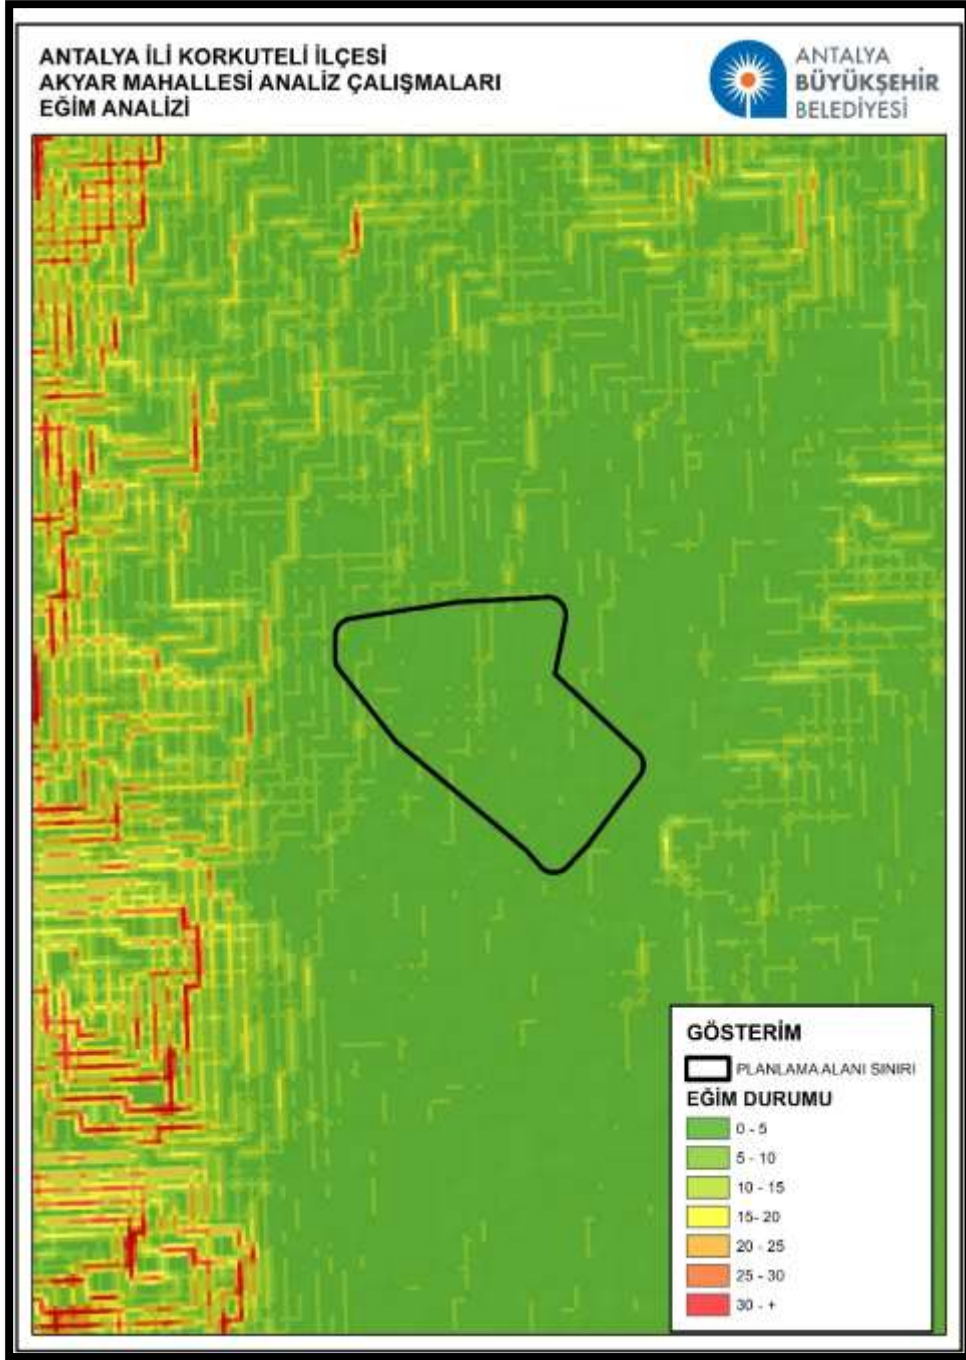 ANTALYA İLİ KORKUTELİ İLÇESİ
AKYAR MAHALLESİ ANALİZ ÇALIŞMALARI
EĞİM ANALİZİ
ANTALYA
BÜYÜKŞEHİR
BELEDİYESİ
GÖSTERİM
PLANLAMA ALANI SINIRI
EĞİM DURUMU
0 - 5
5 - 10
10 - 15
15- 20
20 - 25
25 - 30
30 - +